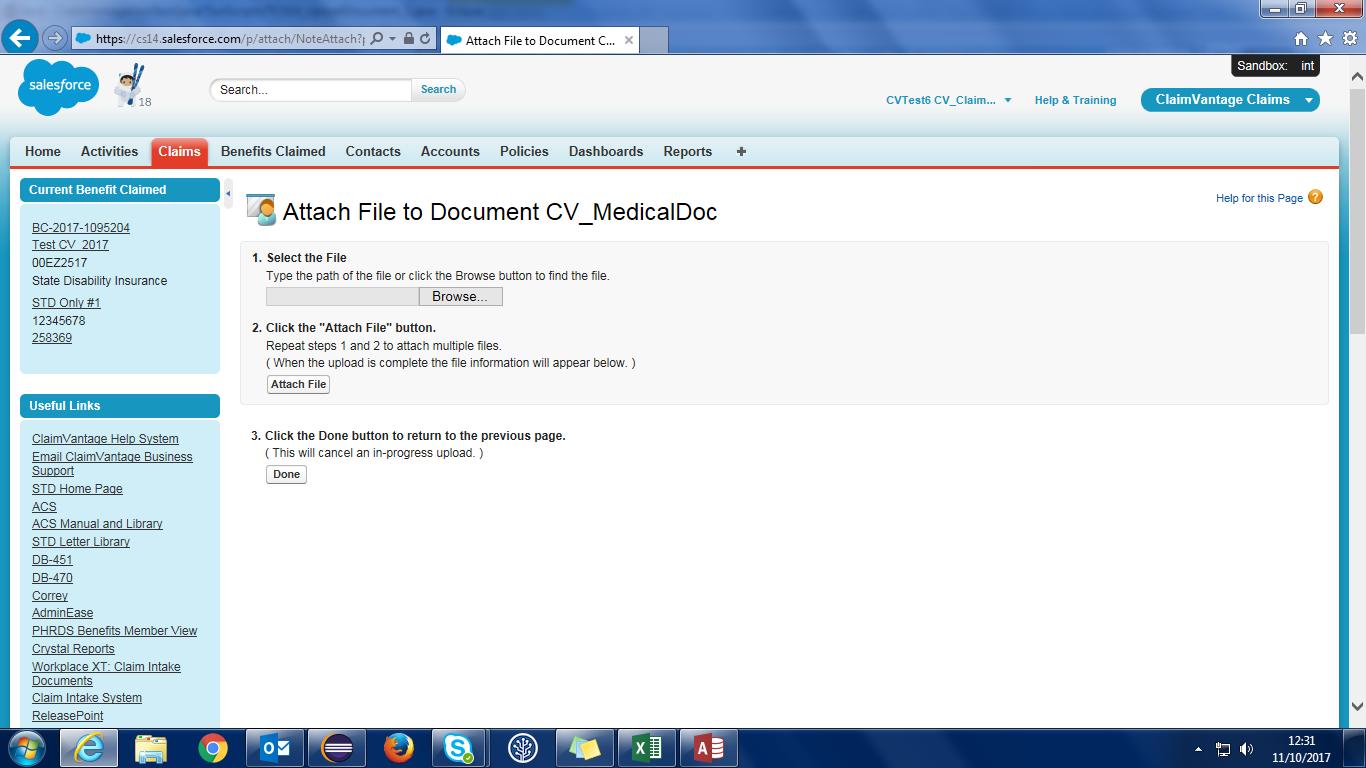 https://cs14.salesforce.com/p/attach/NoteAttach?
Attach File to Document C...
Sandbox: int
salesforce
18
Search...
Search
CVTest6 CV_Claim...
Help & Training
ClaimVantage Claims
Home
Activities
Claims
Benefits Claimed
Contacts
Accounts
Policies
Dashboards
Reports
Current Benefit Claimed
BC-2017-1095204
Test CV_2017
00EZ2517
State Disability Insurance
STD Only #1
12345678
258369
Attach File to Document CV_MedicalDoc
Help for this Page
1. Select the File
Type the path of the file or click the Browse button to find the file.
Browse...
2. Click the "Attach File" button.
Repeat steps 1 and 2 to attach multiple files.
( When the upload is complete the file information will appear below. )
Attach File
3. Click the Done button to return to the previous page.
( This will cancel an in-progress upload. )
Done
Useful Links
ClaimVantage Help System
Email ClaimVantage Business
Support
STD Home Page
ACS
ACS Manual and Library
STD Letter Library
DB-451
DB-470
Correy
AdminEase
PHRDS Benefits Member View
Crystal Reports
Workplace XT: Claim Intake
Documents
Claim Intake System
ReleasePoint
12:31
11/10/2017